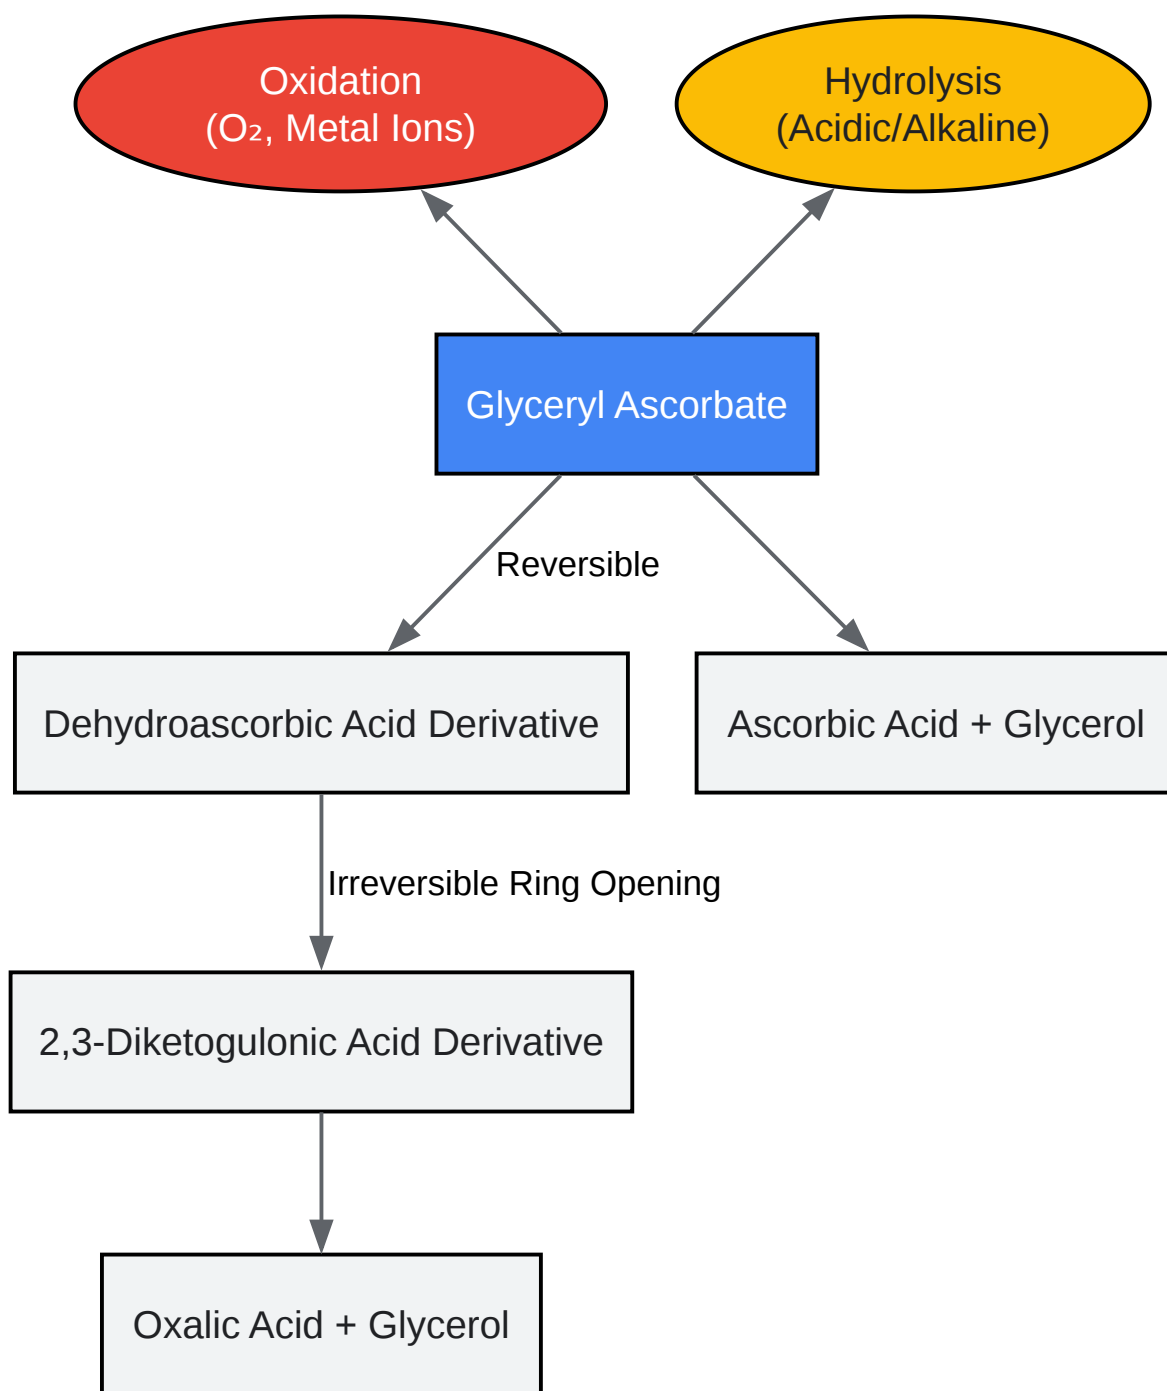 Oxidation
(O₂, Metal Ions)
Hydrolysis
(Acidic/Alkaline)
Glyceryl Ascorbate
Reversible
Dehydroascorbic Acid Derivative
Ascorbic Acid + Glycerol
Irreversible Ring Opening
2,3-Diketogulonic Acid Derivative
Oxalic Acid + Glycerol